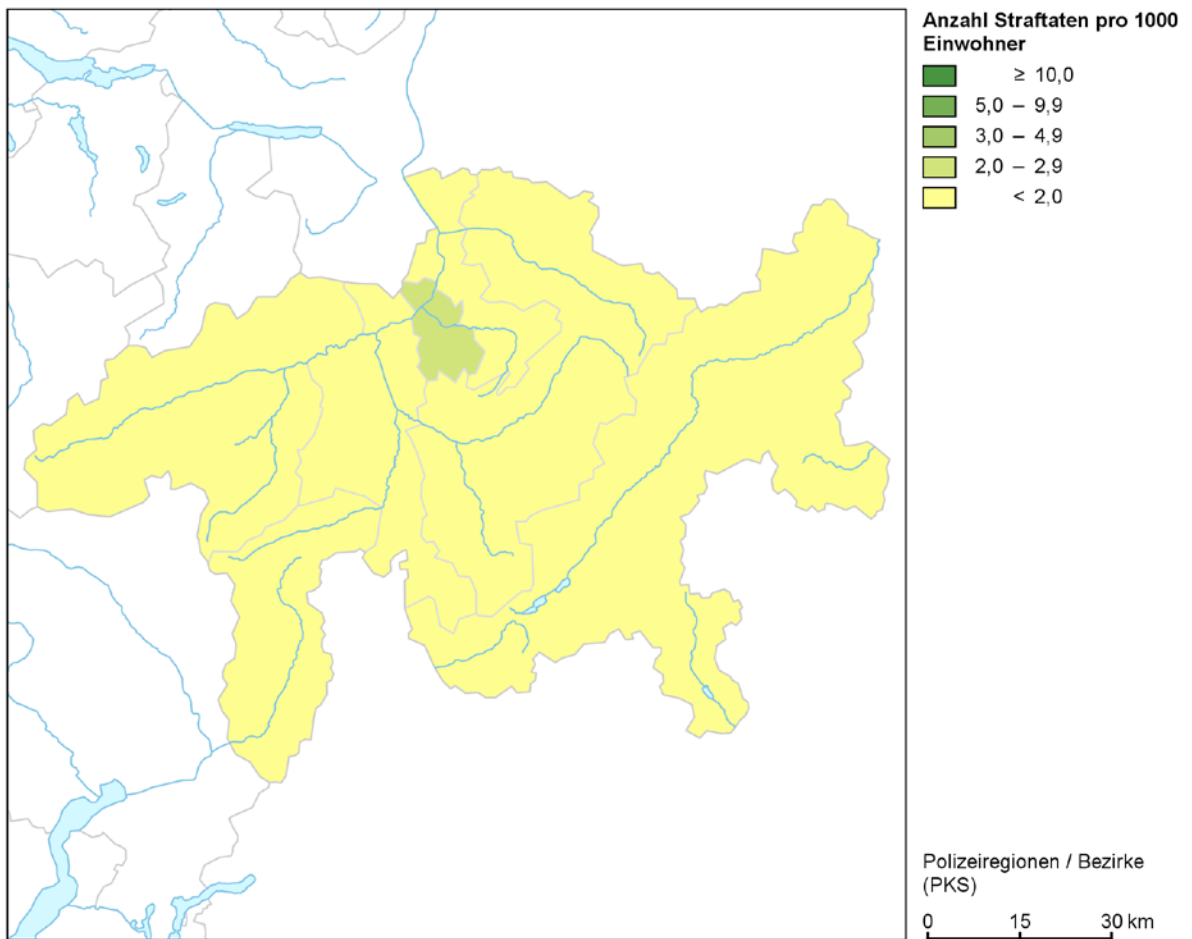 Anzahl Straftaten pro 1000
Einwohner
≥ 10,0
5,0 – 9,9
3,0 – 4,9
2,0 – 2,9
< 2,0
Polizeiregionen / Bezirke
(PKS)
0 15 30 km